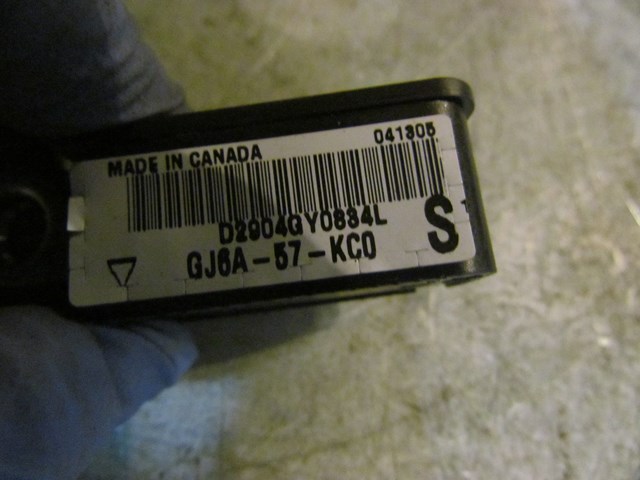 041305
MADE IN CANADA
D2904GY0834L
S
GJ6A-57-KC0